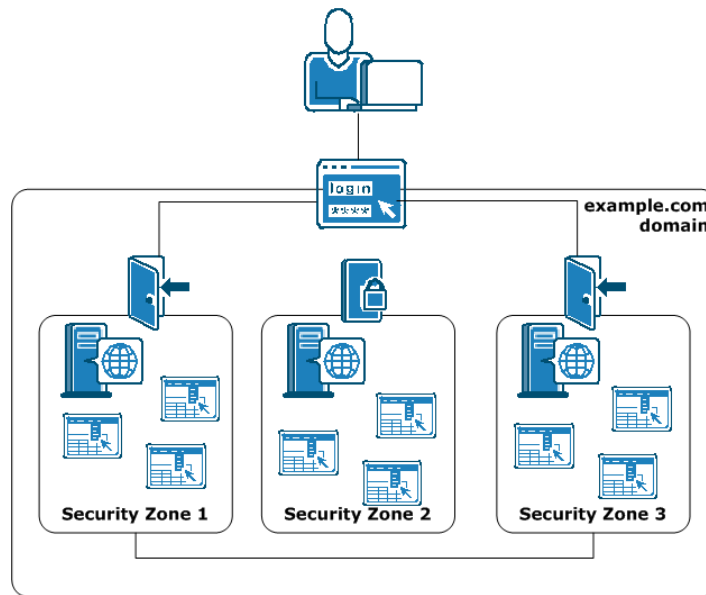 login
****
example.com
domain
Security Zone 1
Security Zone 2
Security Zone 3